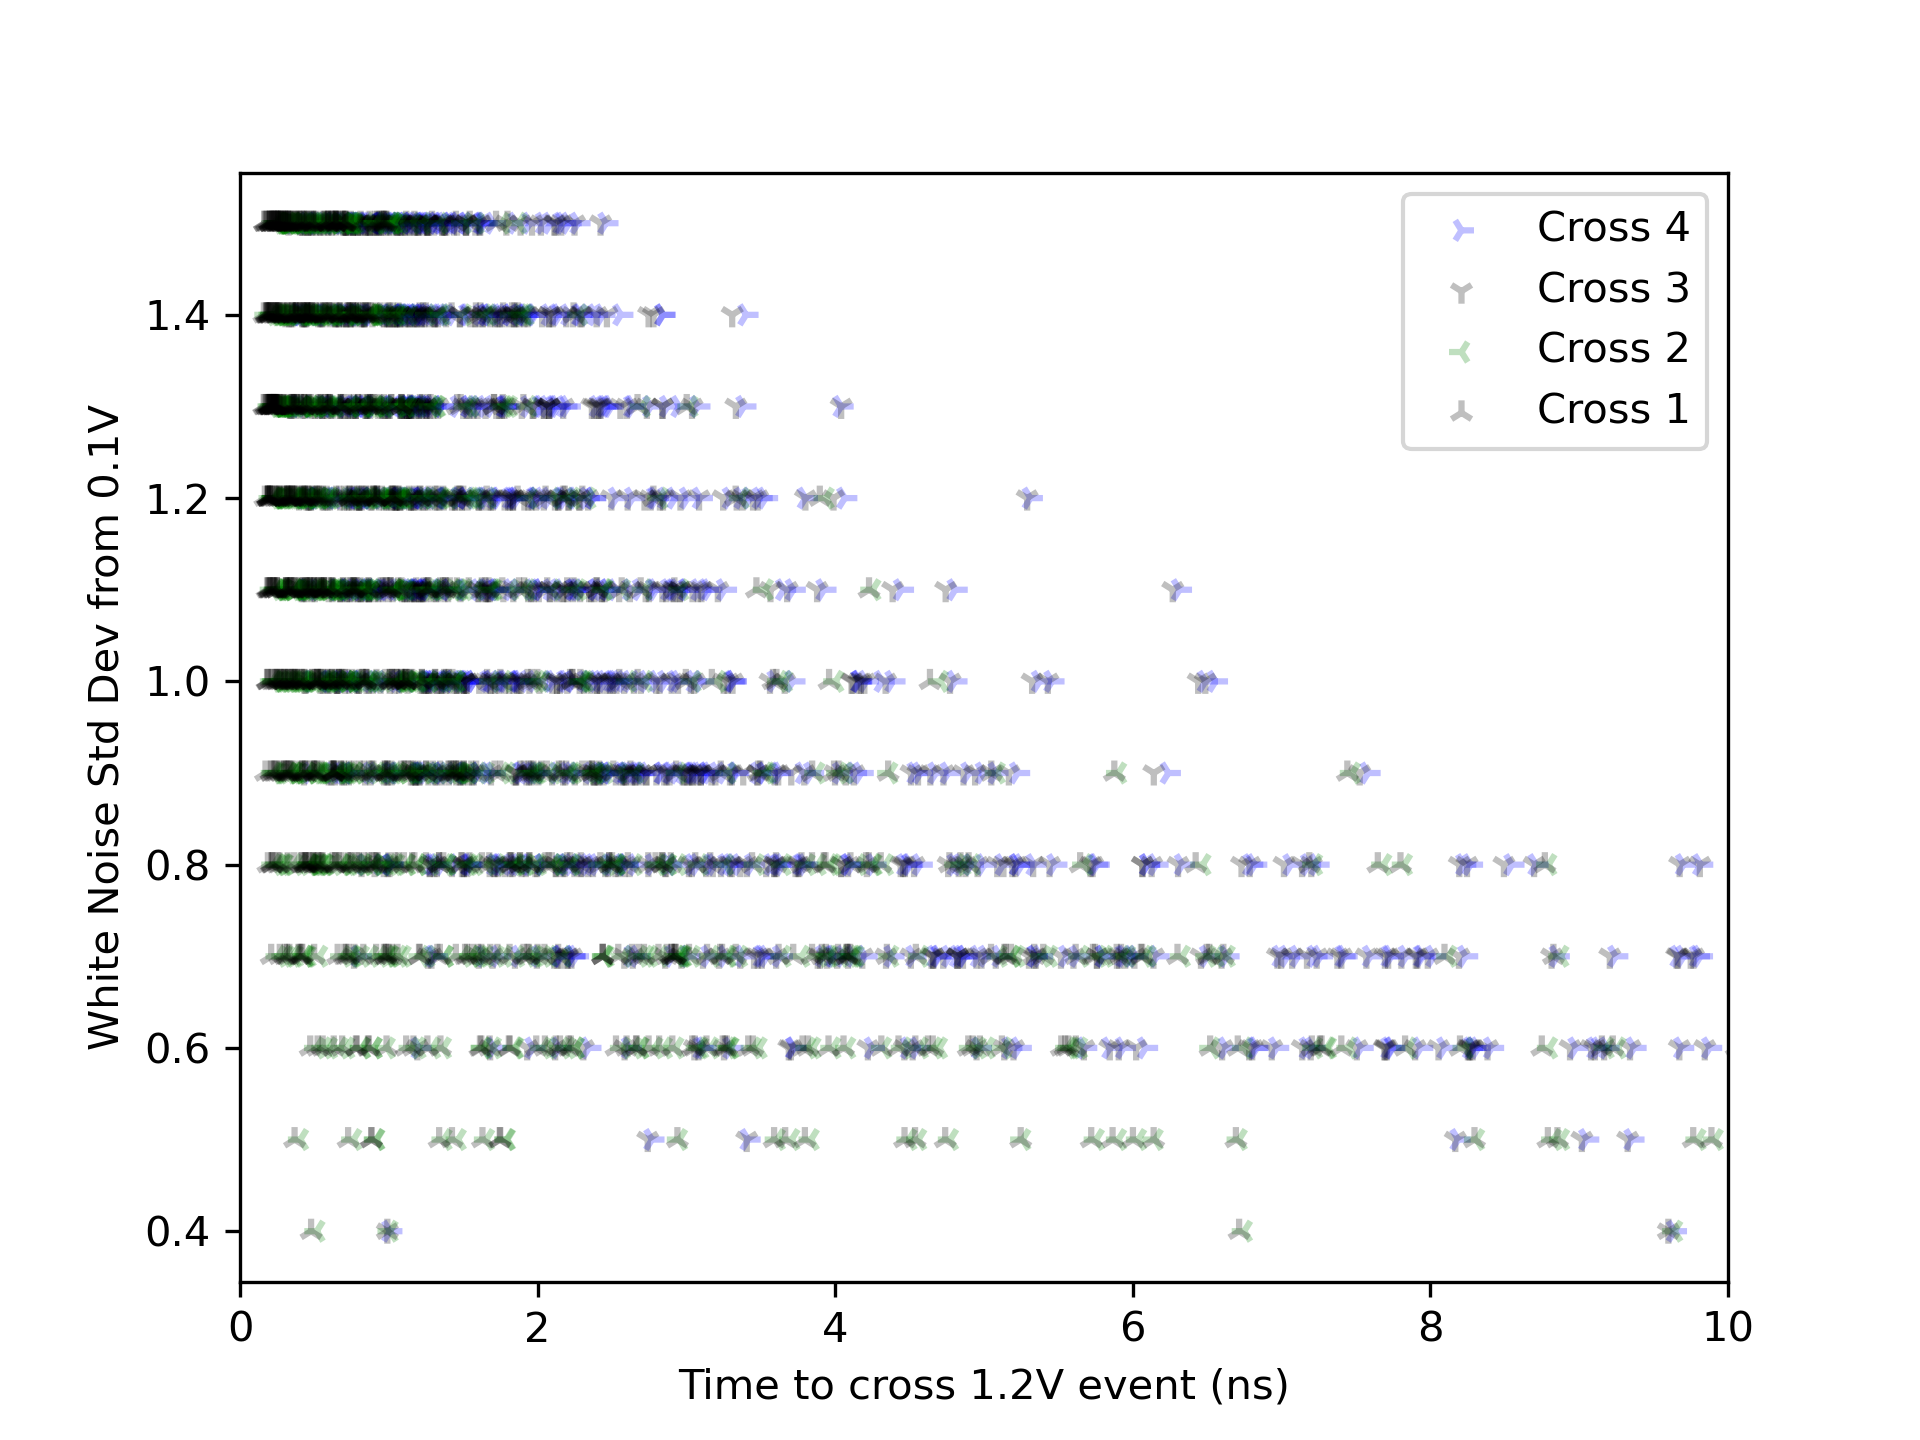 Cross 4
Cross 3
Cross 2
Cross 1
White Noise Std Dev from 0.1V
1.4
1.2
1.0
0.8
0.6
0.4
0 2 4 6 8 10
Time to cross 1.2V event (ns)